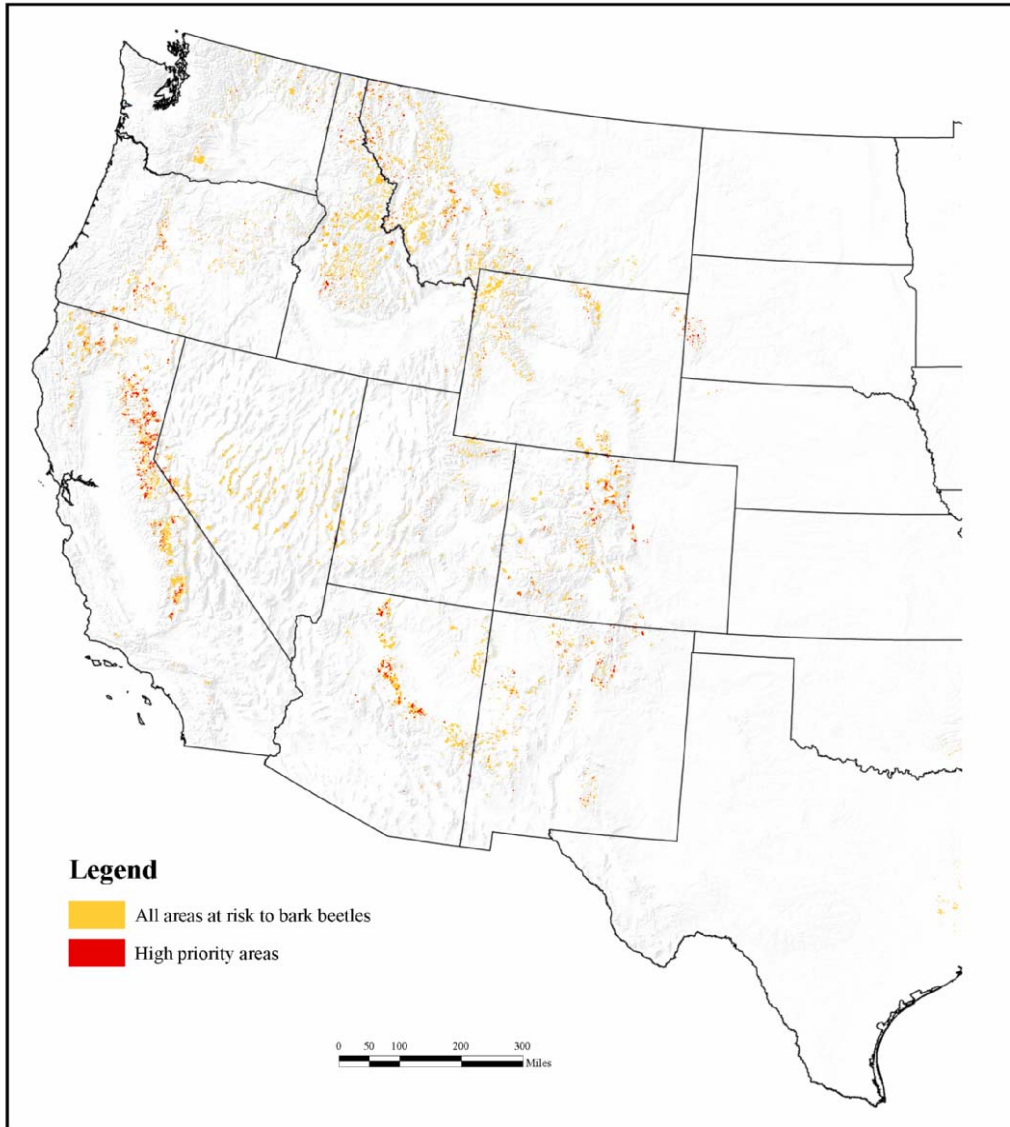 Legend
All areas at risk to bark beetles
High priority areas
0 50 100 200 300
Miles